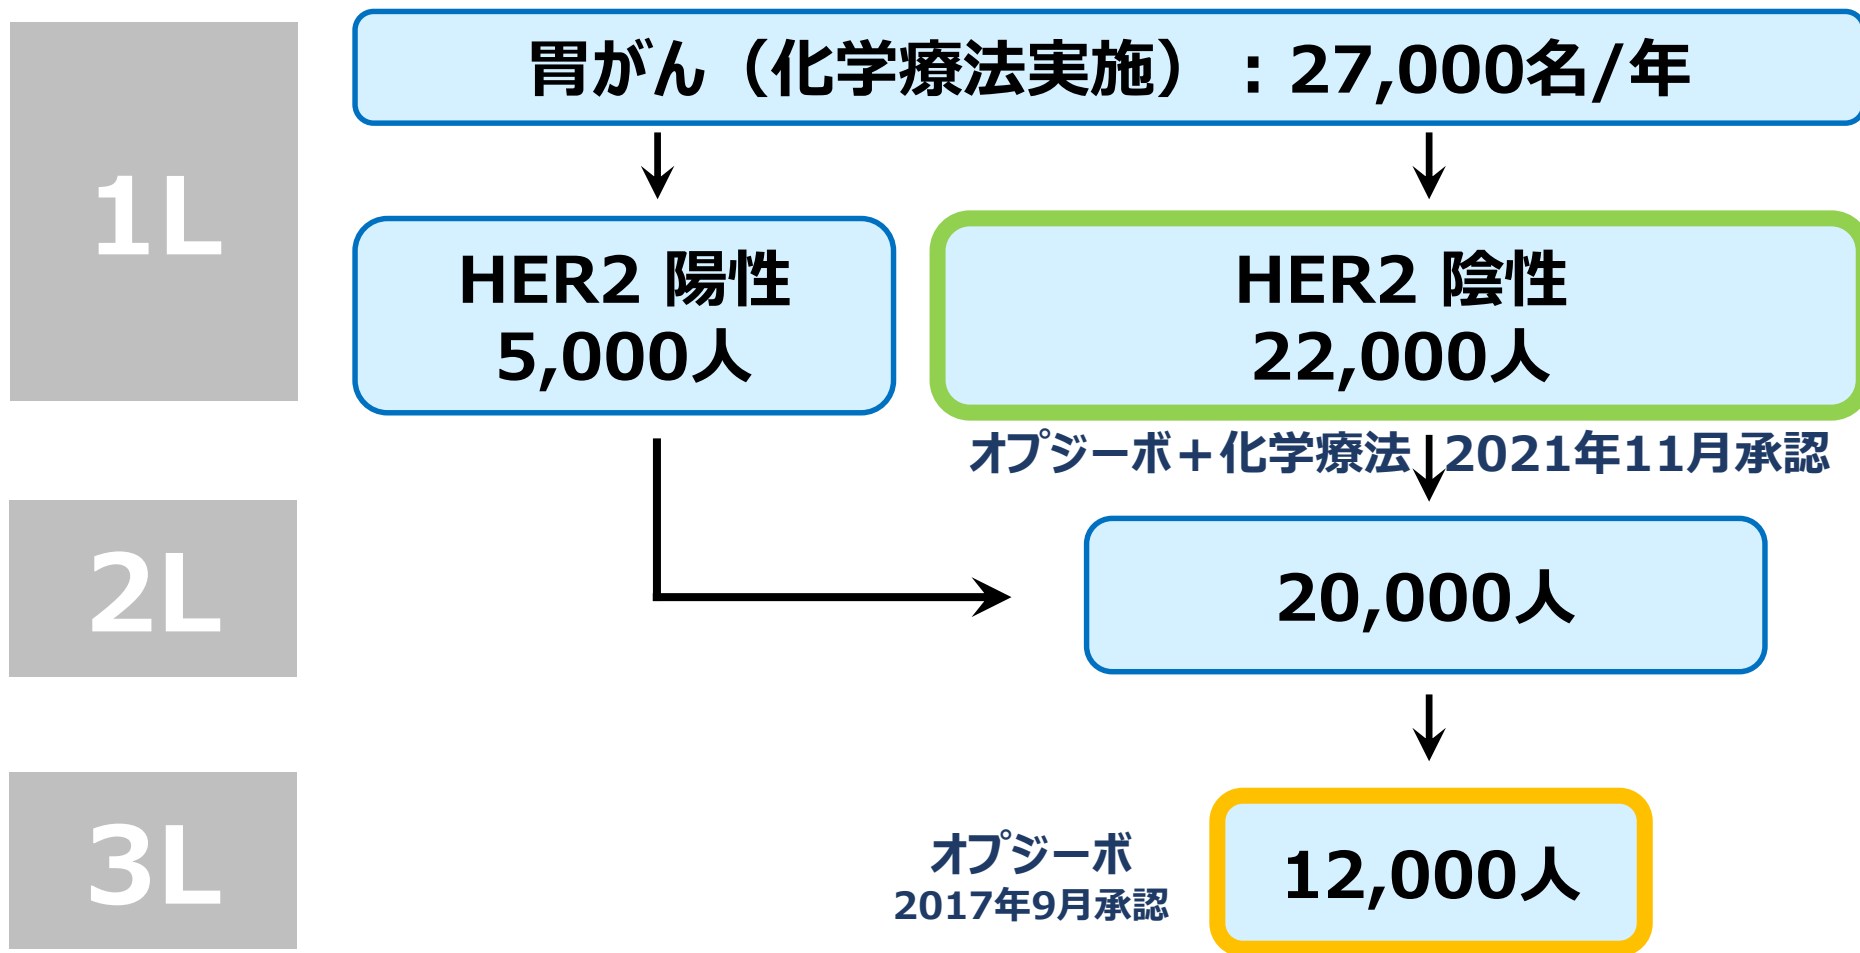 胃がん（化学療法実施）：27,000名/年
1L
HER2 陽性
5,000人
HER2 陰性
22,000人
オプジーボ＋化学療法 2021年11月承認
2L
20,000人
3L
オプジーボ
2017年9月承認
12,000人